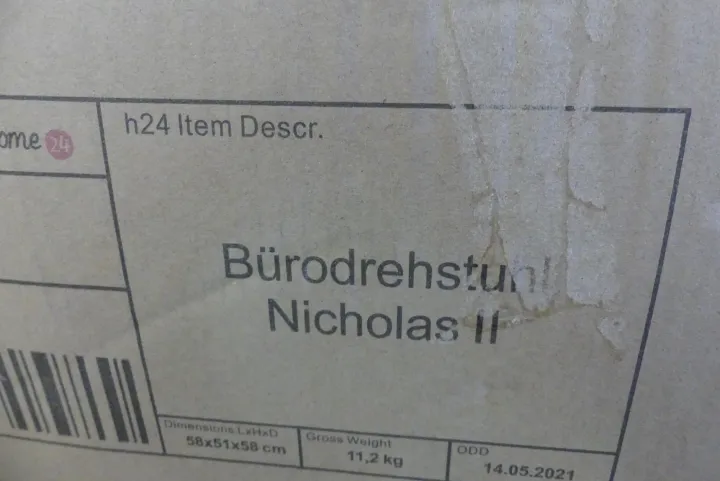 ome 24
h24 Item Descr.
Bürodrehstuhl
Nicholas II
Dimensions LxHxD
58x51x58 cm
Gross Weight
11,2 kg
ODD
14.05.2021